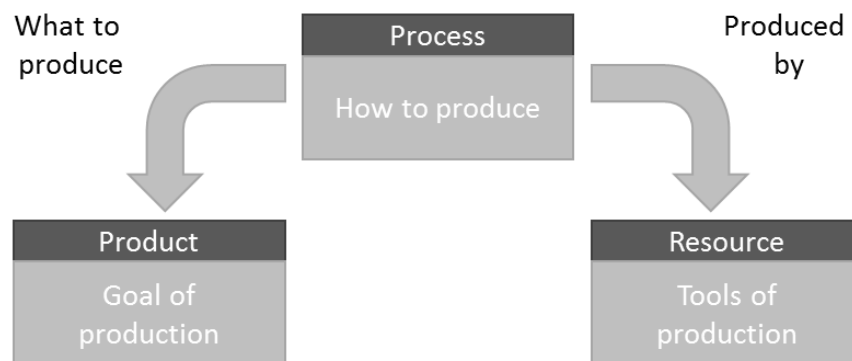 What to
produce
Process
How to produce
Produced
by
Product
Goal of
production
Resource
Tools of
production